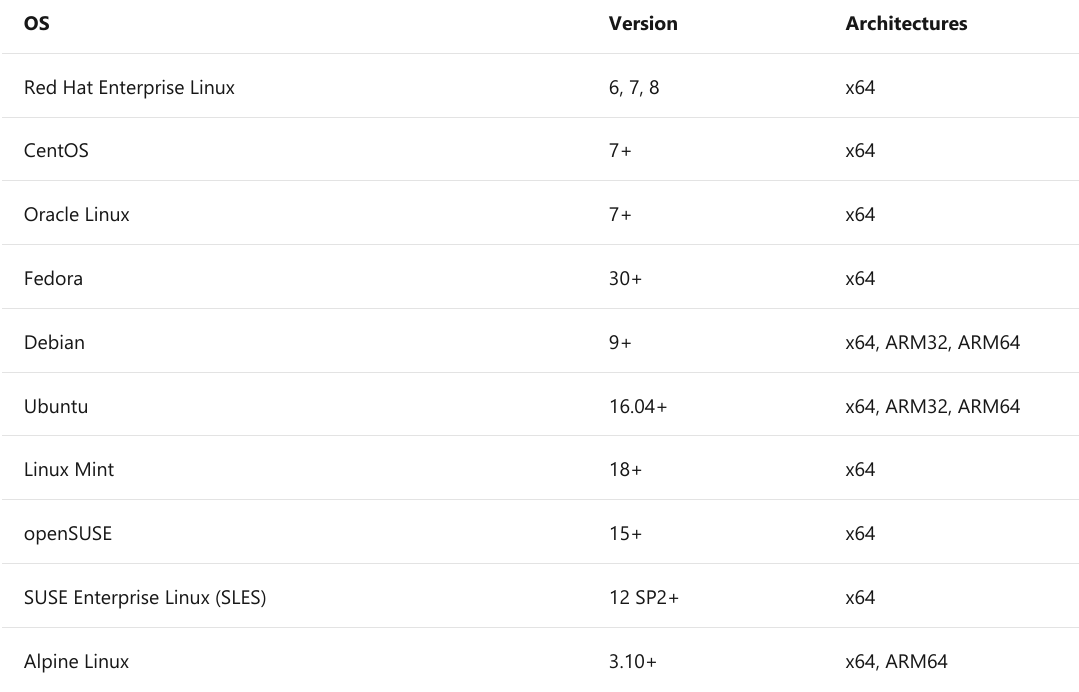 OS Version Architectures
Red Hat Enterprise Linux 6, 7, 8 x64
CentOS 7+ x64
Oracle Linux 7+ x64
Fedora 30+ x64
Debian 9+ x64, ARM32, ARM64
Ubuntu 16.04+ x64, ARM32, ARM64
Linux Mint 18+ x64
openSUSE 15+ x64
SUSE Enterprise Linux (SLES) 12 SP2+ x64
Alpine Linux 3.10+ x64, ARM64